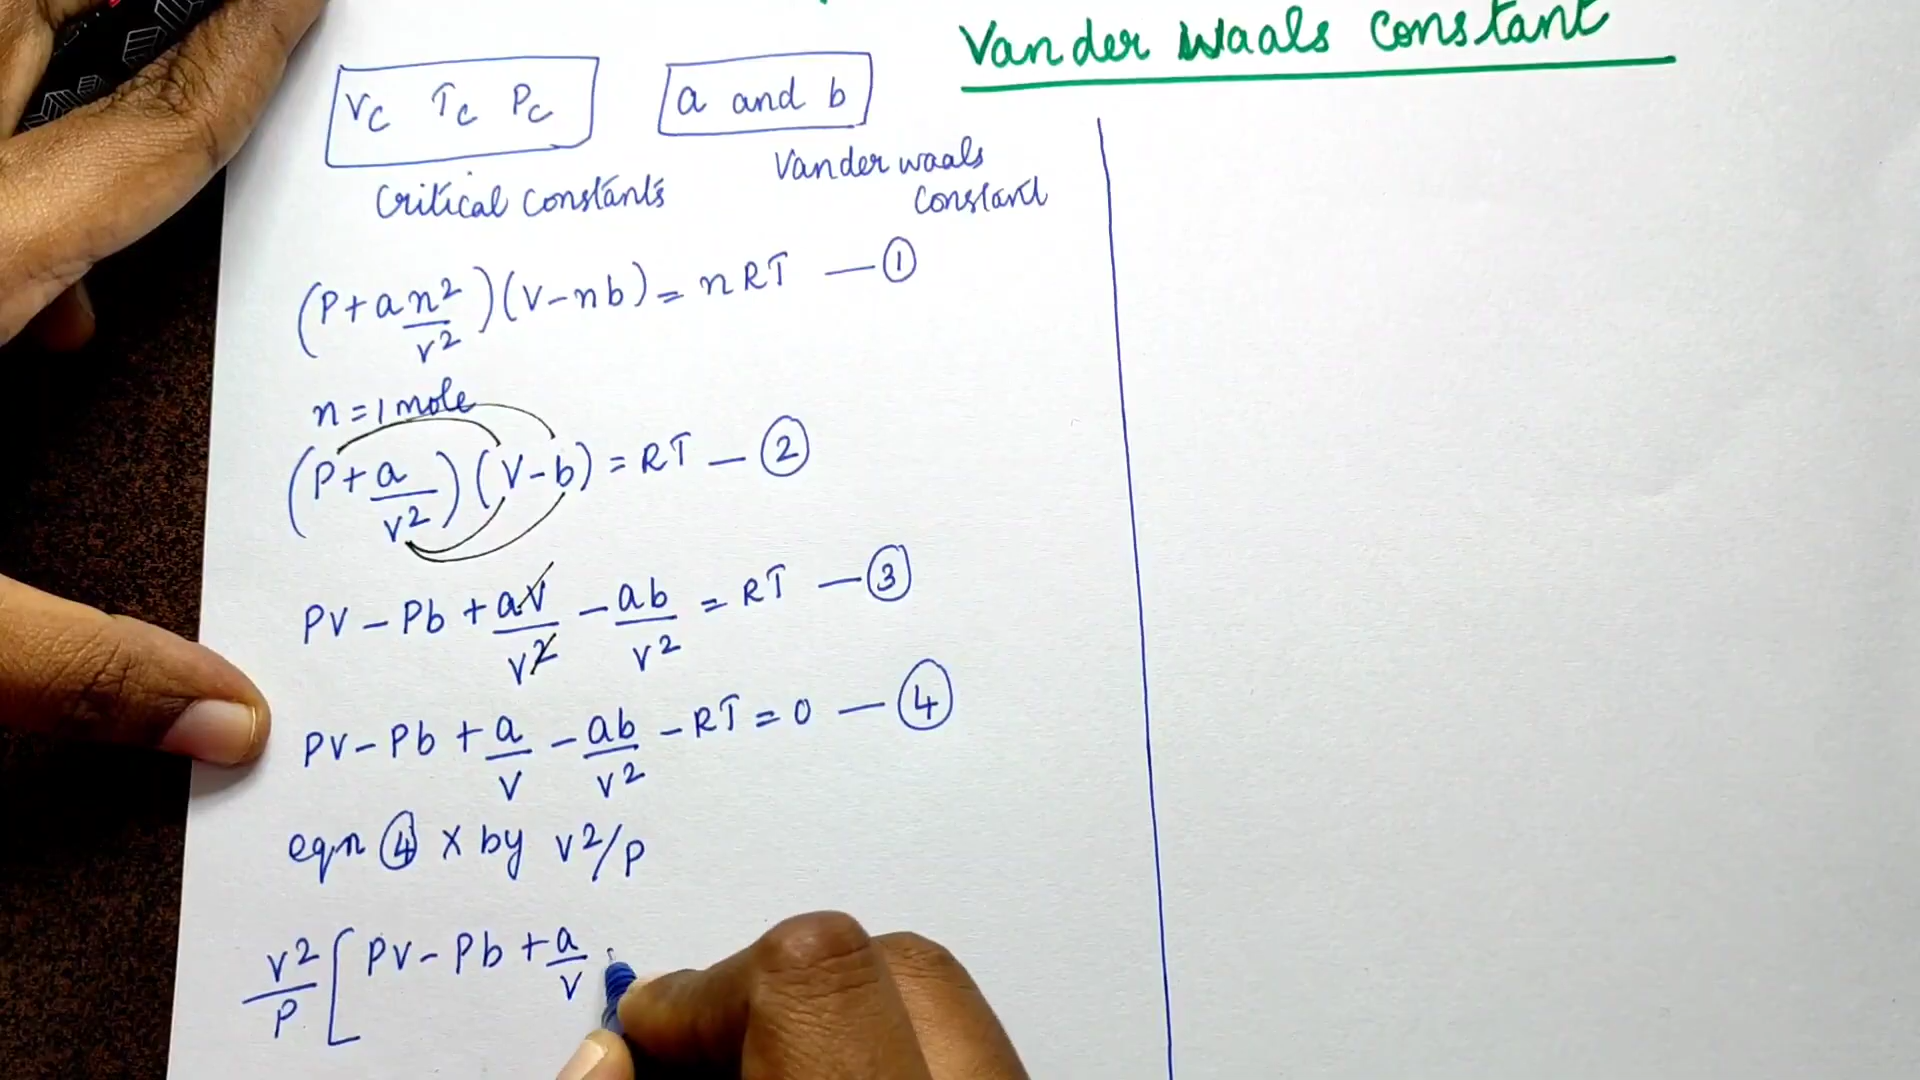 Vander Waals Constant
Vc Tc Pc
a and b
Critical Constants
Vander waals
Constant
(P + an²/v²)(V - nb) = nRT — ①
n = 1 mole
(P + a/v²)(V - b) = RT — ②
PV - Pb + av/v² - ab/v² = RT — ③
PV - Pb + a/v - ab/v² - RT = 0 — ④
eqn ④ x by v²/P
v²/P [PV - Pb + a/v